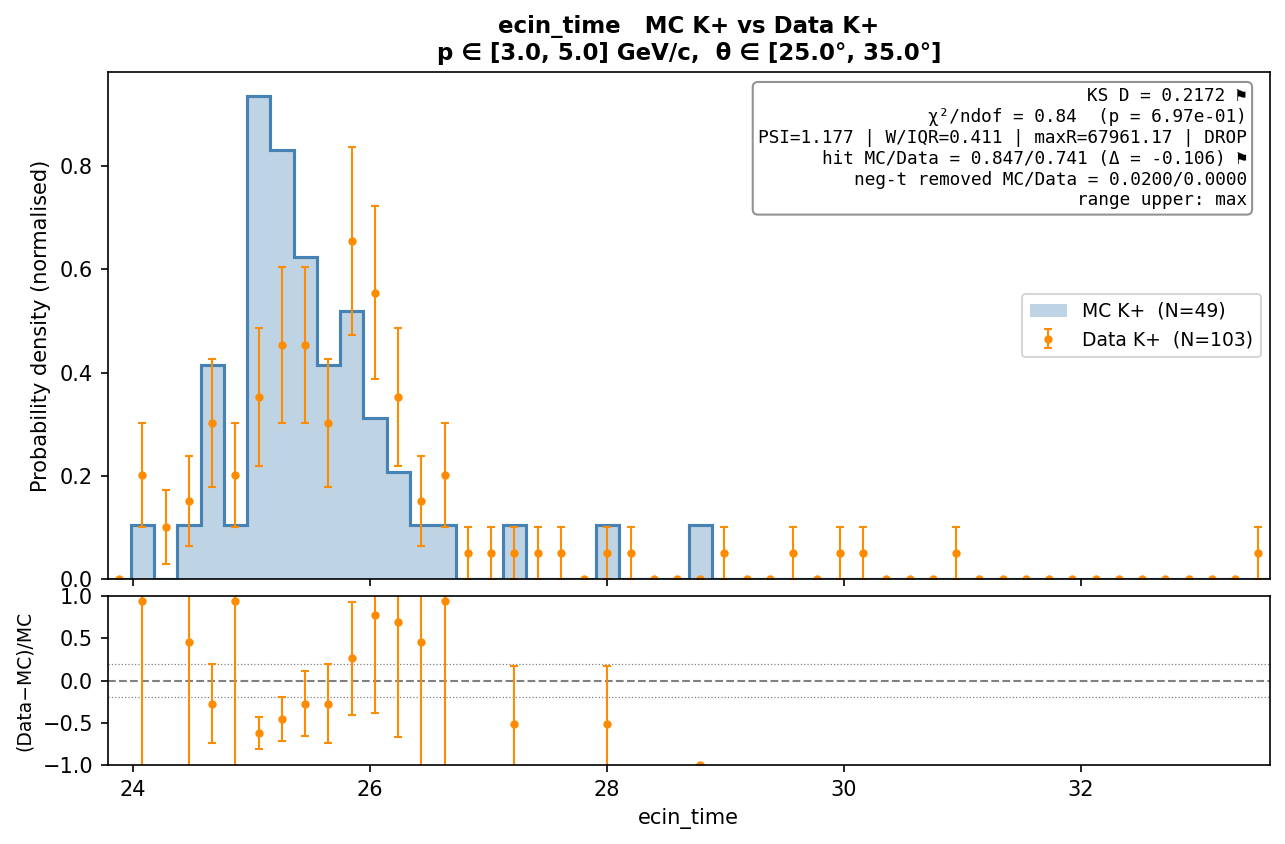 ecin_time   MC K+ vs Data K+
p ∈ [3.0, 5.0] GeV/c,  θ ∈ [25.0°, 35.0°]
KS D = 0.2172 ⚑
χ²/ndof = 0.84  (p = 6.97e-01)
PSI=1.177 | W/IQR=0.411 | maxR=67961.17 | DROP
hit MC/Data = 0.847/0.741 (Δ = -0.106) ⚑
neg-t removed MC/Data = 0.0200/0.0000
range upper: max
MC K+  (N=49)
Data K+  (N=103)
Probability density (normalised)
0.8
0.6
0.4
0.2
0.0
(Data−MC)/MC
1.0
0.5
0.0
−0.5
−1.0
24 26 28 30 32
ecin_time